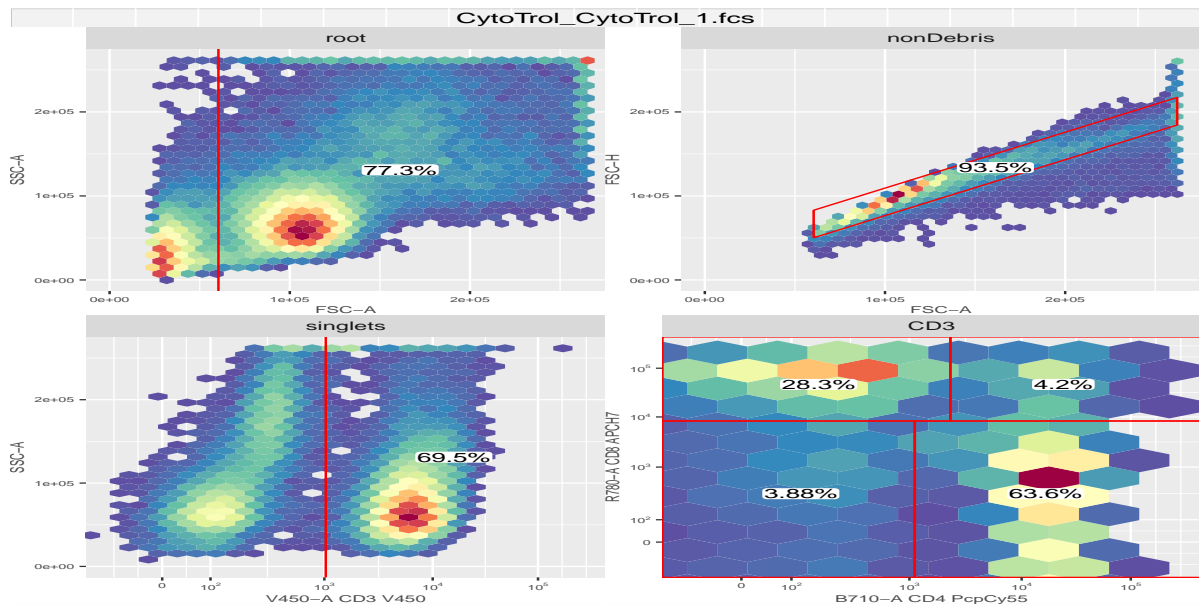 CytoTrol_CytoTrol_1.fcs
root
nonDebris
SSC-A
2e+05
1e+05
0e+00
77.3%
0e+00
1e+05
2e+05
FSC-A
FSC-H
2e+05
1e+05
0e+00
93.5%
0e+00
1e+05
2e+05
FSC-A
singlets
CD3
SSC-A
2e+05
1e+05
0e+00
69.5%
0
10²
10³
10⁴
10⁵
V450-A CD3 V450
R780-A CD8 APCH7
10⁵
10⁴
10³
10²
0
28.3%
4.2%
3.88%
63.6%
0
10²
10³
10⁴
10⁵
B710-A CD4 PcpCy55